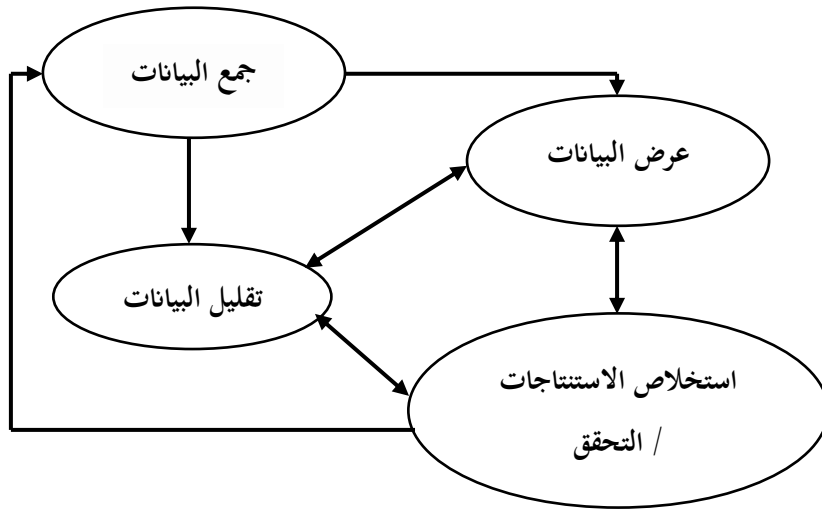 جمع البيانات
عرض البيانات
تقليل البيانات
استخلاص الاستنتاجات
/ التحقق